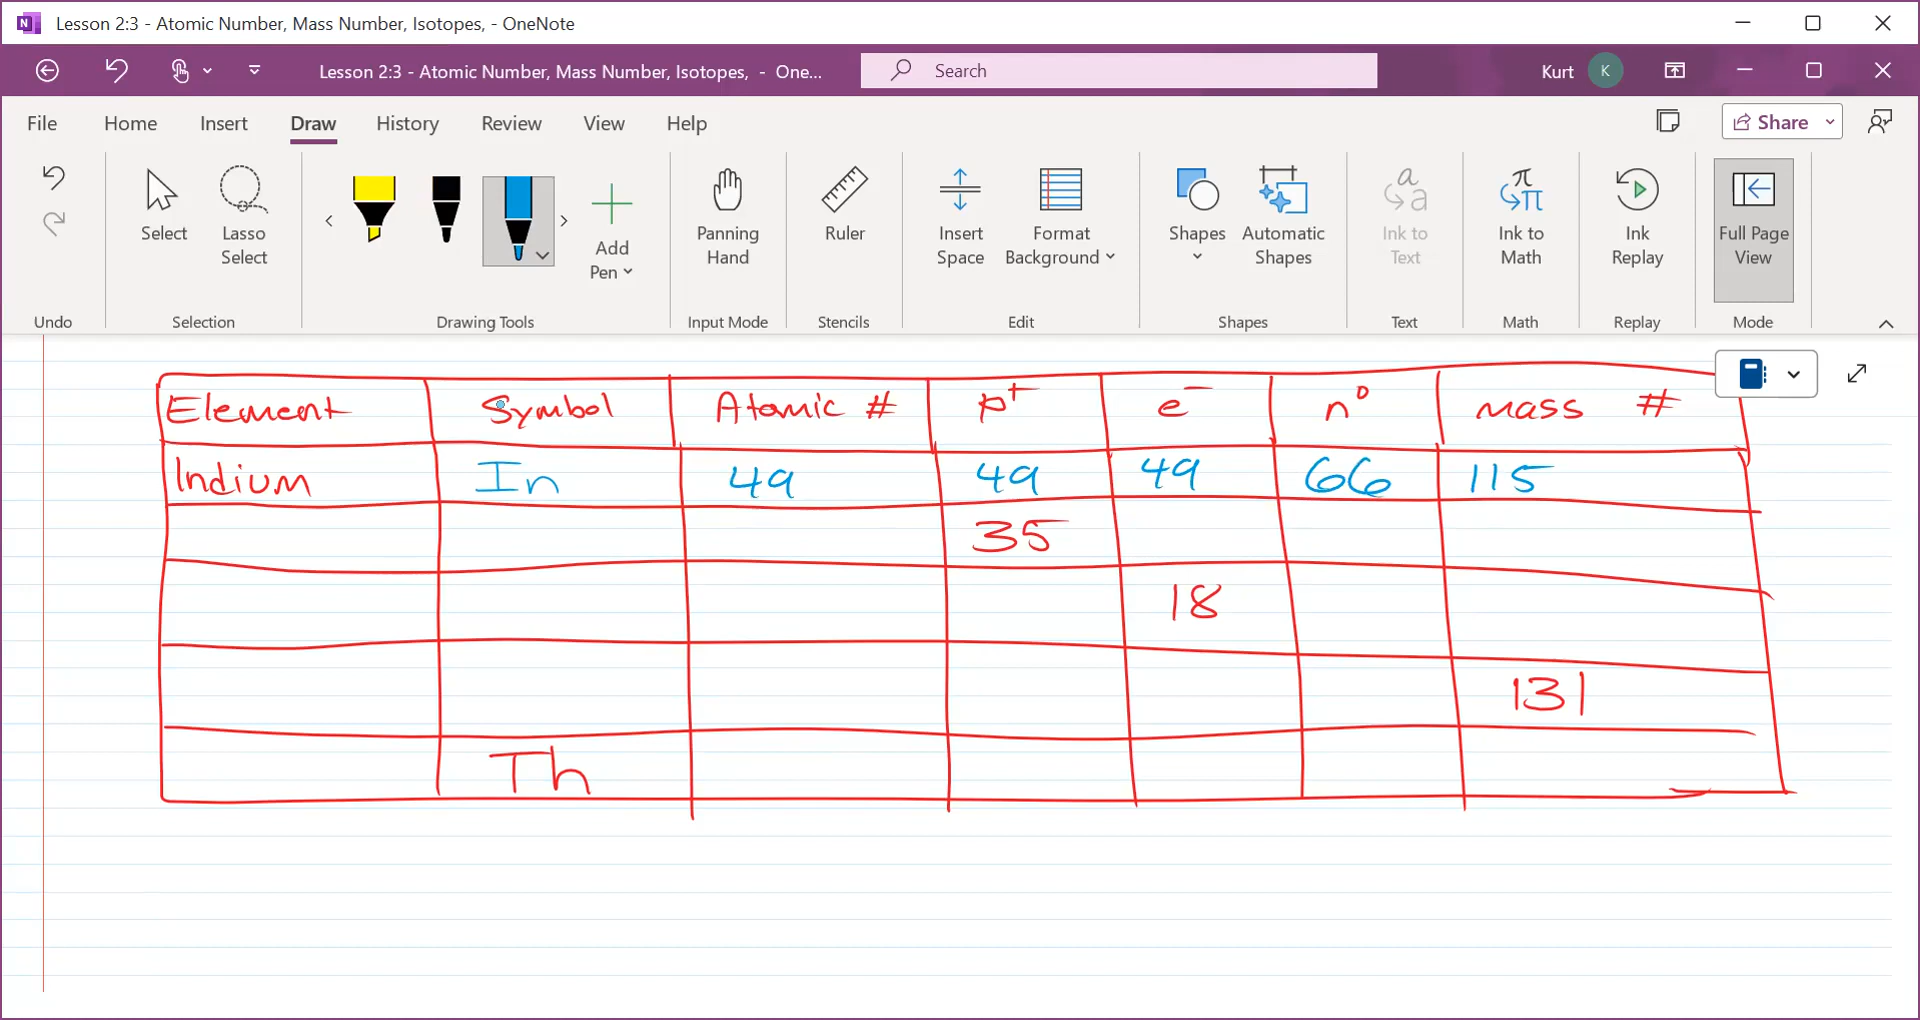 Lesson 2:3 - Atomic Number, Mass Number, Isotopes, - OneNote
Lesson 2:3 - Atomic Number, Mass Number, Isotopes, - One...
Search
Kurt K
File Home Insert Draw History Review View Help
Share
Select
Lasso Select
Add Pen
Panning Hand
Ruler
Insert Space
Format Background
Shapes
Automatic Shapes
Ink to Text
Ink to Math
Ink Replay
Full Page View
Undo Selection Drawing Tools Input Mode Stencils Edit Shapes Text Math Replay Mode
Element Symbol Atomic # p⁺ e⁻ n⁰ mass #
Indium In 49 49 49 66 115
35
18
131
Th